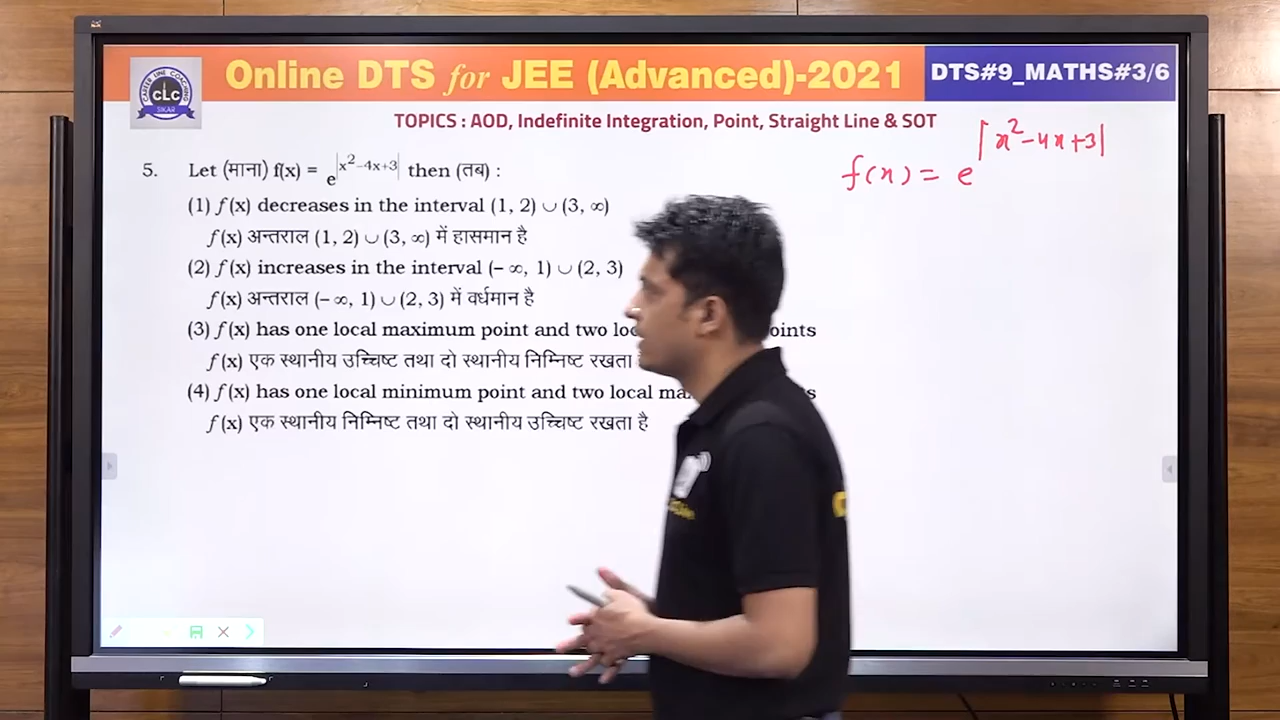 Online DTS for JEE (Advanced)-2021
DTS#9_MATHS#3/6
CAREER LINE COACHING
CLC
SIKAR
TOPICS : AOD, Indefinite Integration, Point, Straight Line & SOT
f(x) = e^|x²-4x+3|
5. Let (माना) f(x) = e^|x²-4x+3| then (तब) :
(1) f(x) decreases in the interval (1, 2) ∪ (3, ∞)
f(x) अन्तराल (1, 2) ∪ (3, ∞) में हासमान है
(2) f(x) increases in the interval (– ∞, 1) ∪ (2, 3)
f(x) अन्तराल (– ∞, 1) ∪ (2, 3) में वर्धमान है
(3) f(x) has one local maximum point and two
f(x) एक स्थानीय उच्चिष्ट तथा दो स्थानीय निम्निष्ट रखता
(4) f(x) has one local minimum point and two local
f(x) एक स्थानीय निम्निष्ट तथा दो स्थानीय उच्चिष्ट रखता है